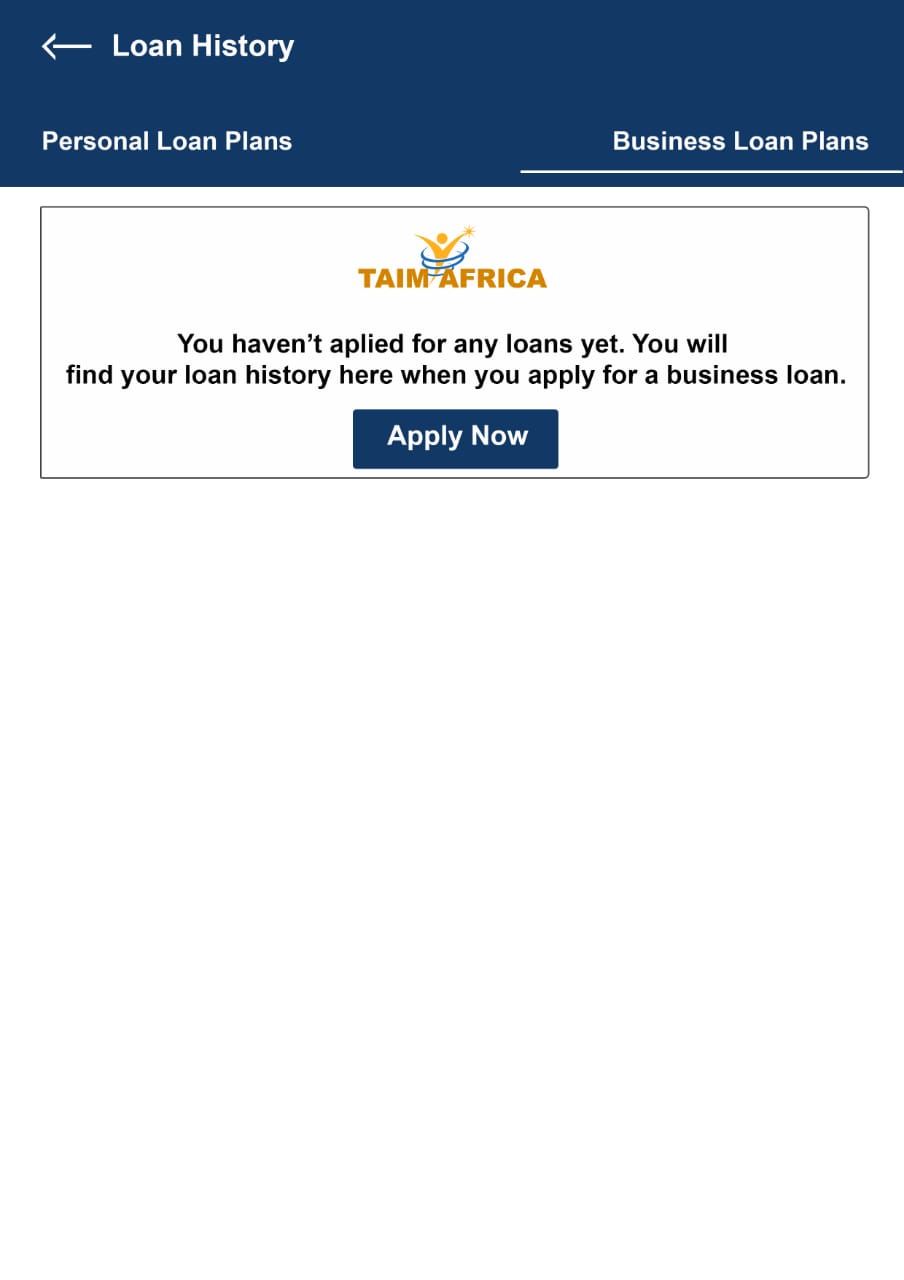 Loan History
Personal Loan Plans
Business Loan Plans
TAIM AFRICA
You haven’t aplied for any loans yet. You will
find your loan history here when you apply for a business loan.
Apply Now